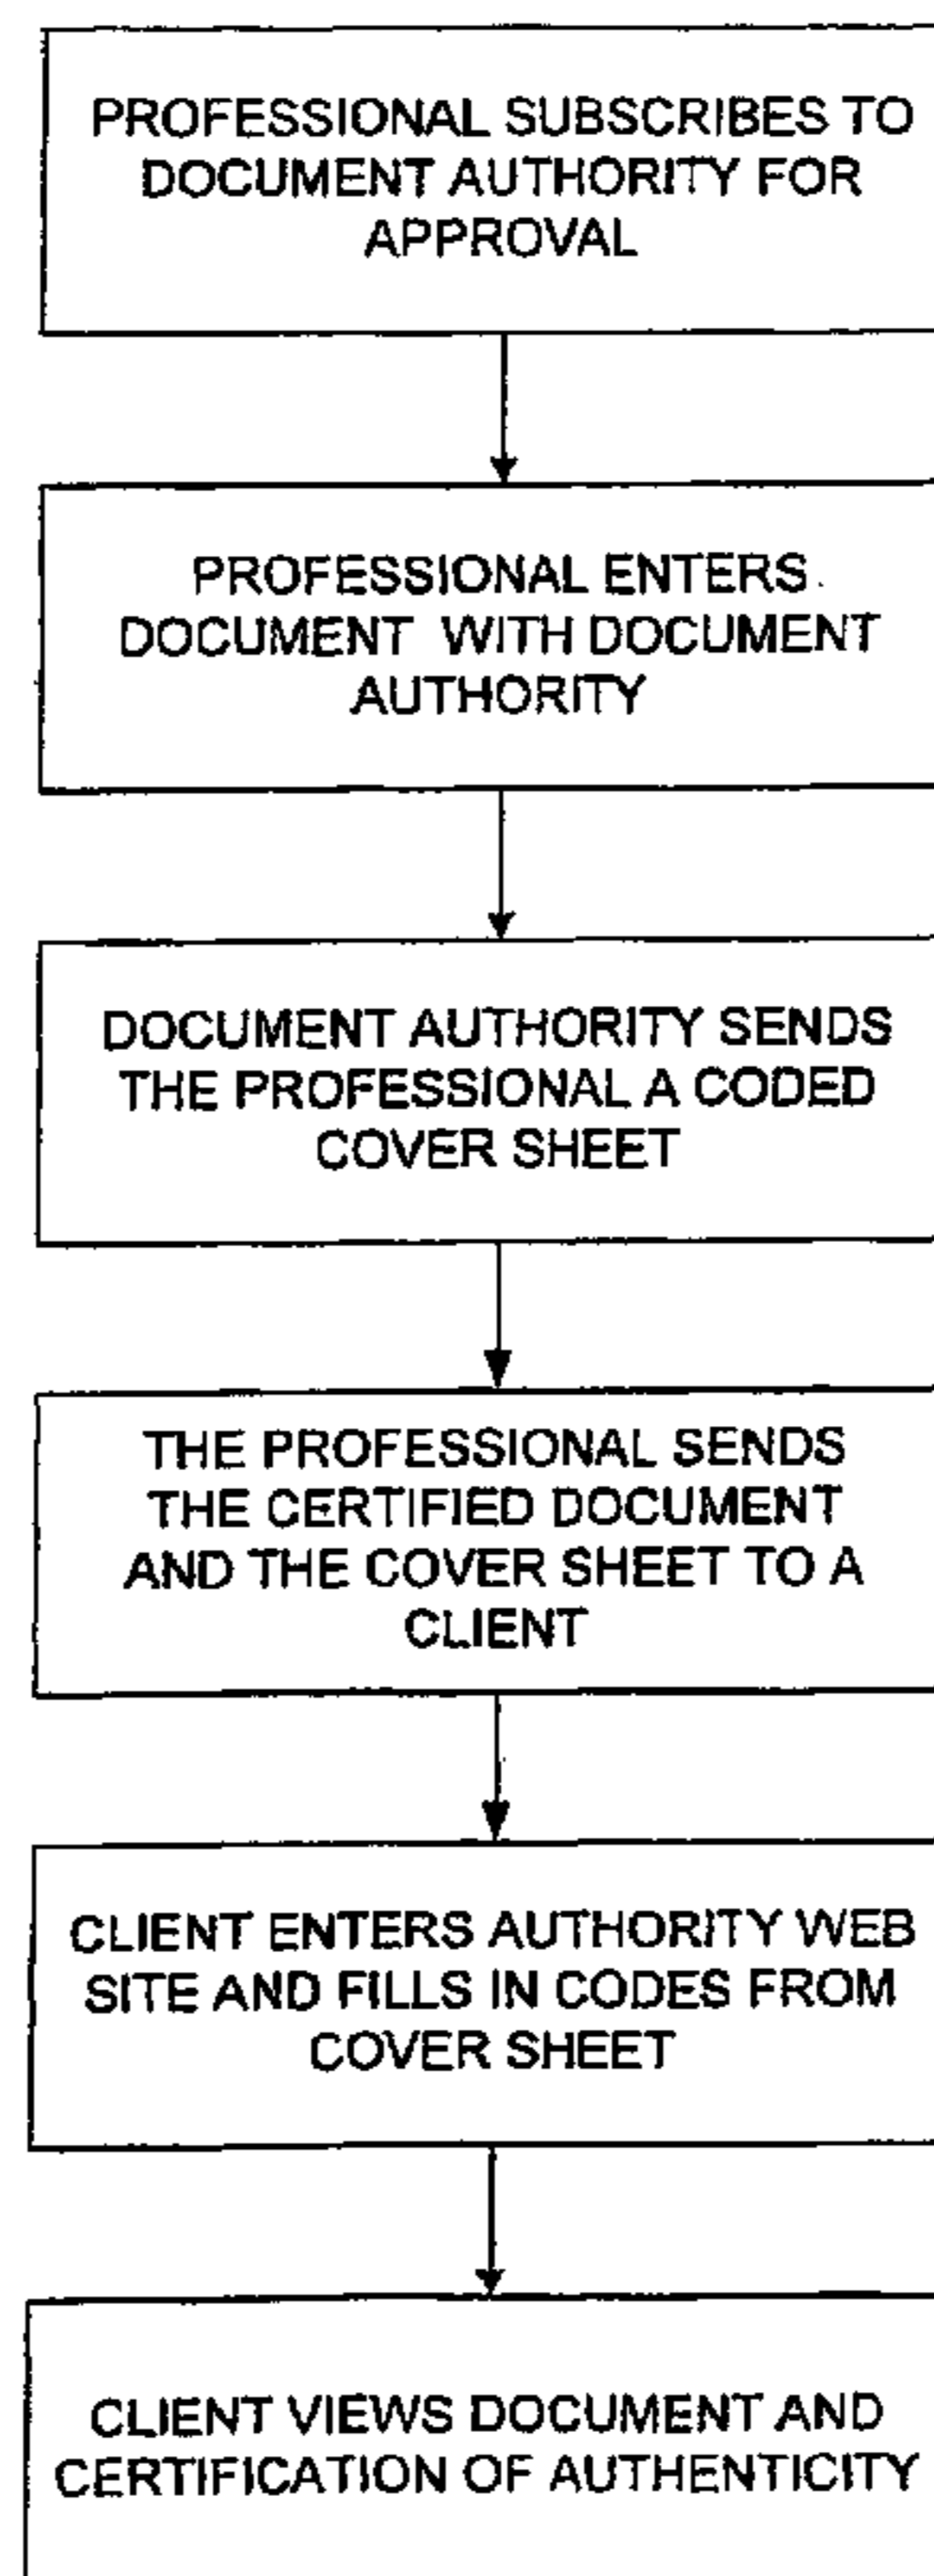 PROFESSIONAL SUBSCRIBES TO
DOCUMENT AUTHORITY FOR
APPROVAL
PROFESSIONAL ENTERS
DOCUMENT WITH DOCUMENT
AUTHORITY
DOCUMENT AUTHORITY SENDS
THE PROFESSIONAL A CODED
COVER SHEET
THE PROFESSIONAL SENDS
THE CERTIFIED DOCUMENT
AND THE COVER SHEET TO A
CLIENT
CLIENT ENTERS AUTHORITY WEB
SITE AND FILLS IN CODES FROM
COVER SHEET
CLIENT VIEWS DOCUMENT AND
CERTIFICATION OF AUTHENTICITY